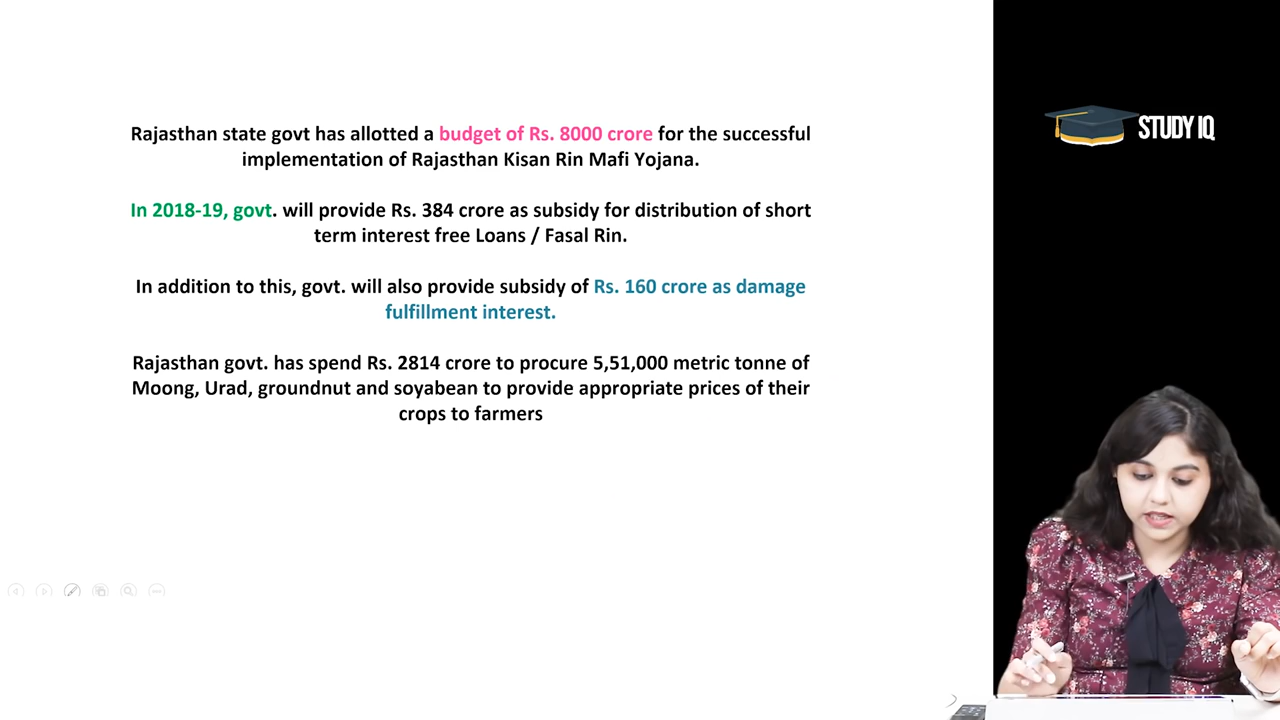 Rajasthan state govt has allotted a budget of Rs. 8000 crore for the successful
implementation of Rajasthan Kisan Rin Mafi Yojana.
In 2018-19, govt. will provide Rs. 384 crore as subsidy for distribution of short
term interest free Loans / Fasal Rin.
In addition to this, govt. will also provide subsidy of Rs. 160 crore as damage
fulfillment interest.
Rajasthan govt. has spend Rs. 2814 crore to procure 5,51,000 metric tonne of
Moong, Urad, groundnut and soyabean to provide appropriate prices of their
crops to farmers
STUDY IQ